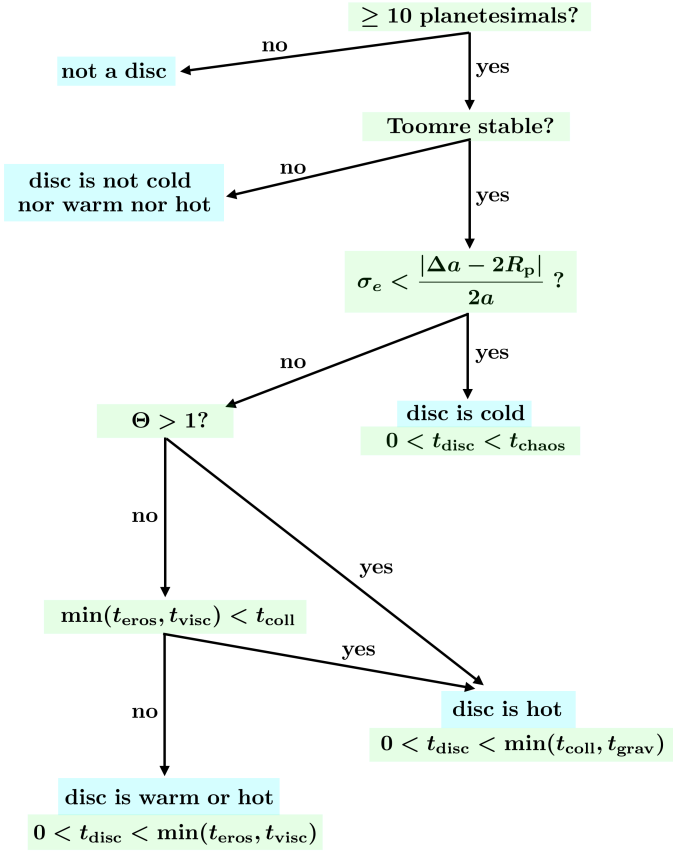 ≥ 10 planetesimals?
no
yes
not a disc
Toomre stable?
no
yes
disc is not cold
nor warm nor hot
σₑ < |Δa − 2Rₚ| / 2a ?
no
yes
Θ > 1?
disc is cold
0 < t_disc < t_chaos
no
yes
min(t_eros, t_visc) < t_coll
yes
no
disc is hot
0 < t_disc < min(t_coll, t_grav)
disc is warm or hot
0 < t_disc < min(t_eros, t_visc)